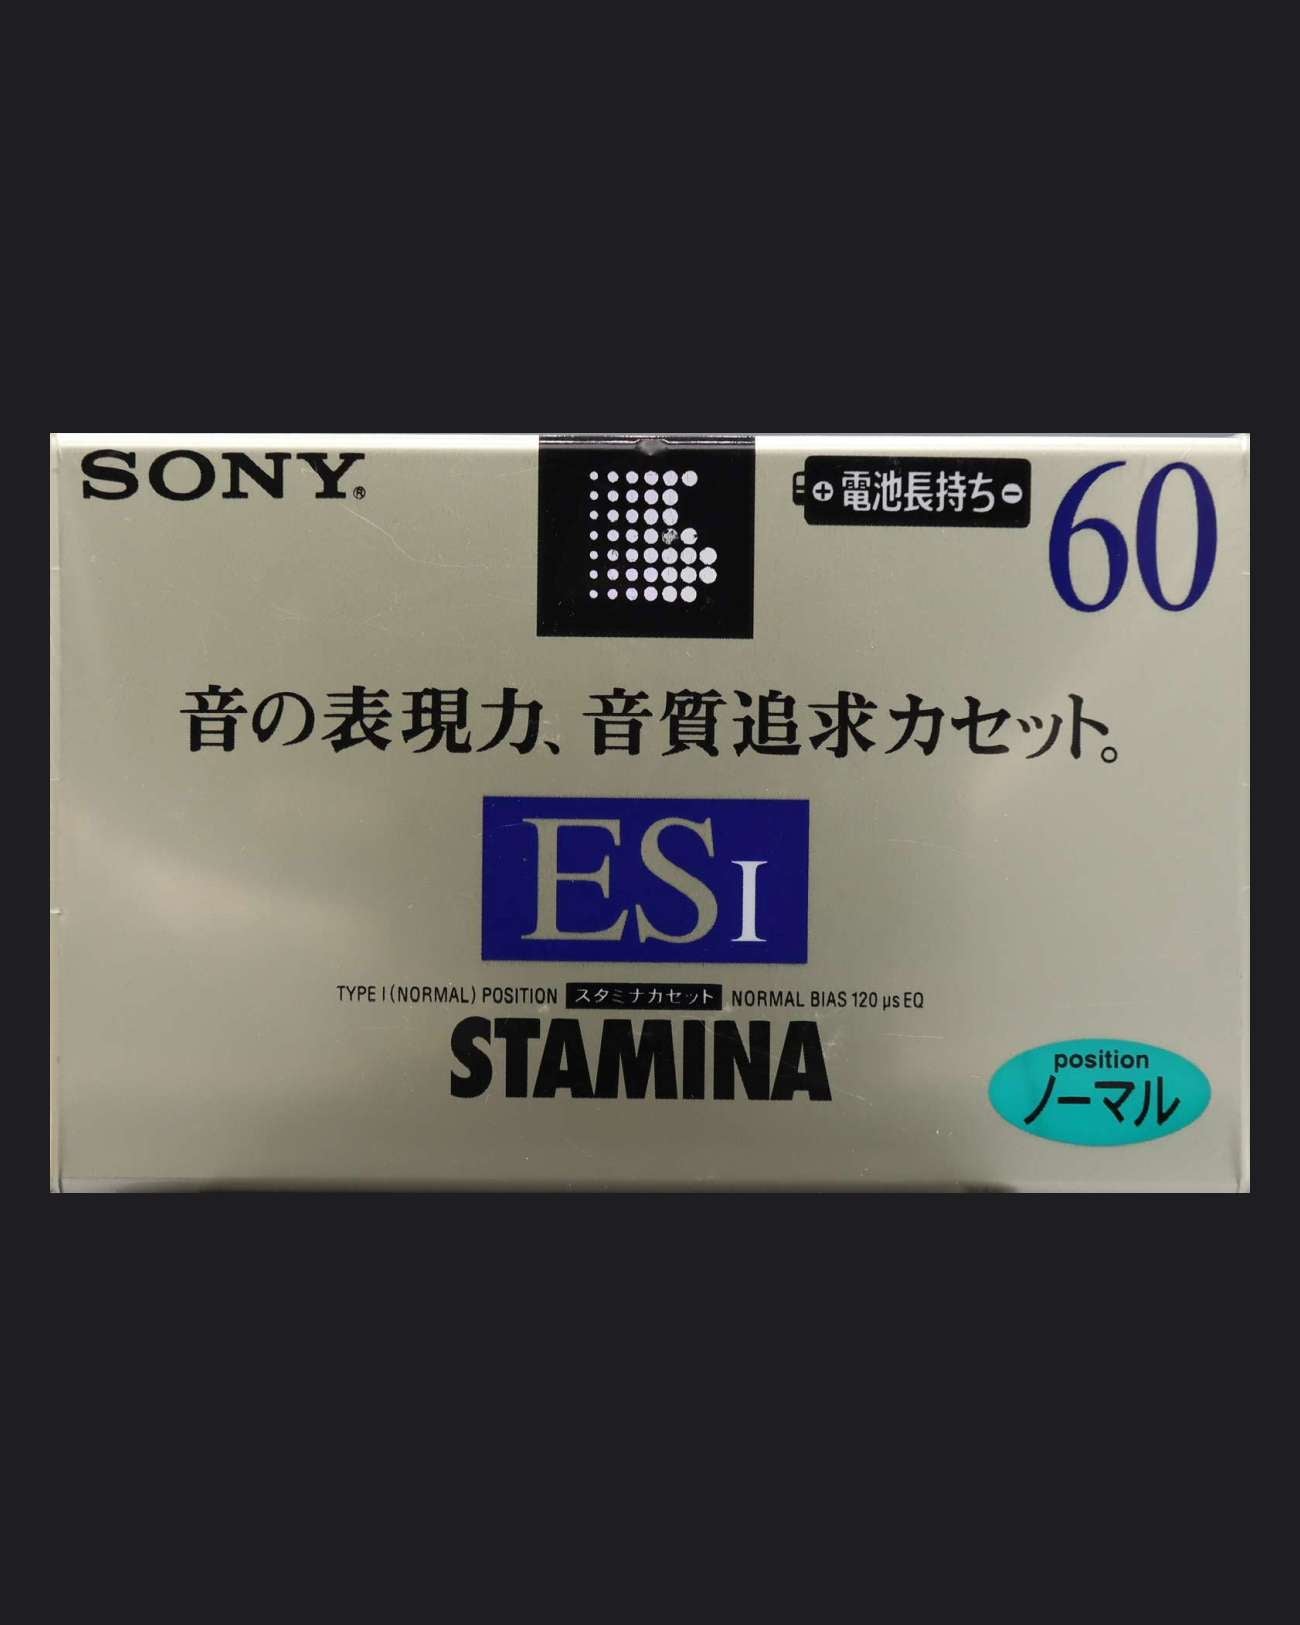 SONY®
電池長持ち
60
音の表現力、音質追求カセット。
ES I
TYPE I (NORMAL) POSITION スタミナカセット NORMAL BIAS 120 μs EQ
STAMINA
position
ノーマル